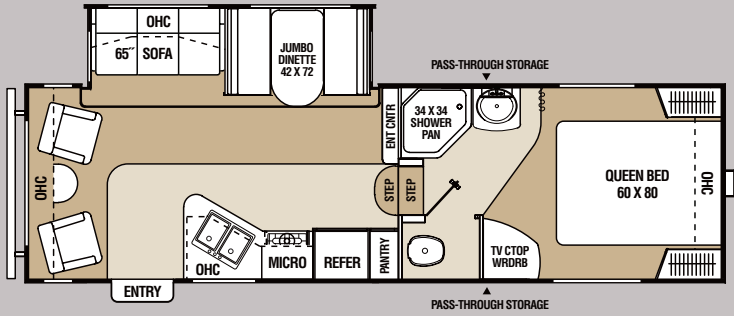 OHC
65˝ SOFA
JUMBO
DINETTE
42 X 72
PASS-THROUGH STORAGE
34 X 34
SHOWER
PAN
ENT CNTR
OHC
STEP
STEP
QUEEN BED
60 X 80
OHC
OHC
MICRO
REFER
PANTRY
TV CTOP
WRDRB
ENTRY
PASS-THROUGH STORAGE